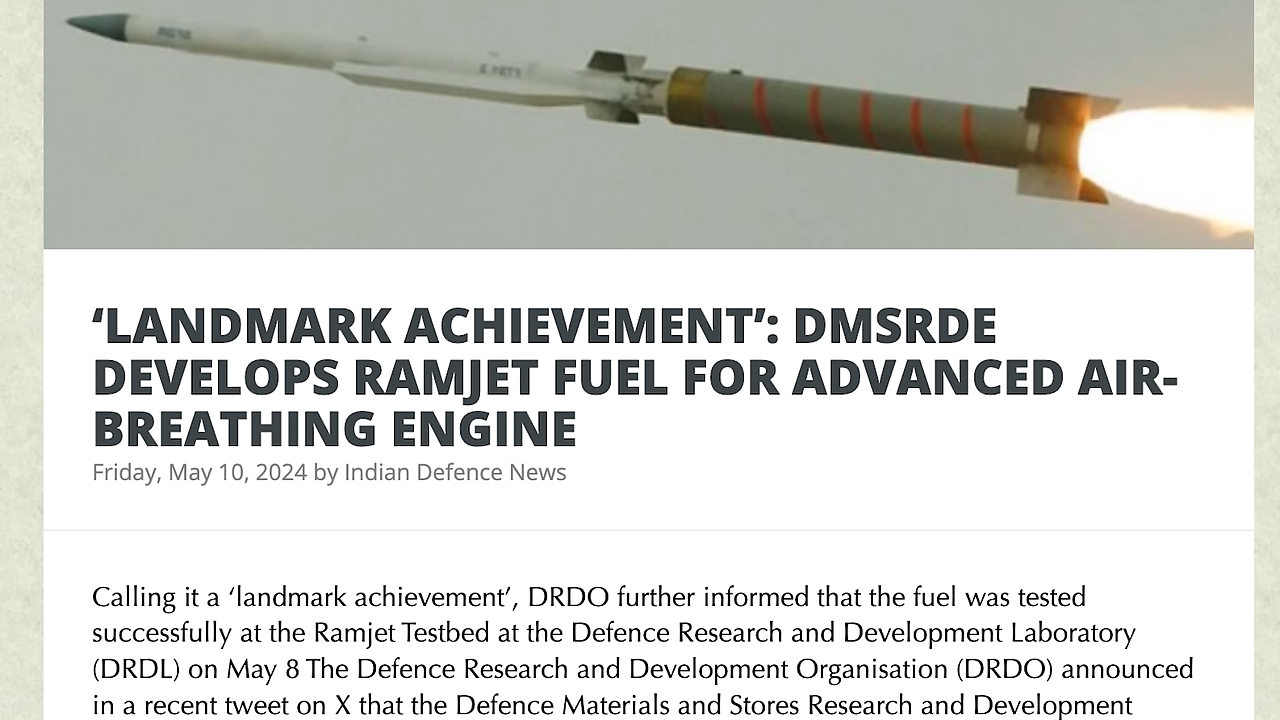 ‘LANDMARK ACHIEVEMENT’: DMSRDE
DEVELOPS RAMJET FUEL FOR ADVANCED AIR-
BREATHING ENGINE
Friday, May 10, 2024 by Indian Defence News
Calling it a ‘landmark achievement’, DRDO further informed that the fuel was tested
successfully at the Ramjet Testbed at the Defence Research and Development Laboratory
(DRDL) on May 8 The Defence Research and Development Organisation (DRDO) announced
in a recent tweet on X that the Defence Materials and Stores Research and Development